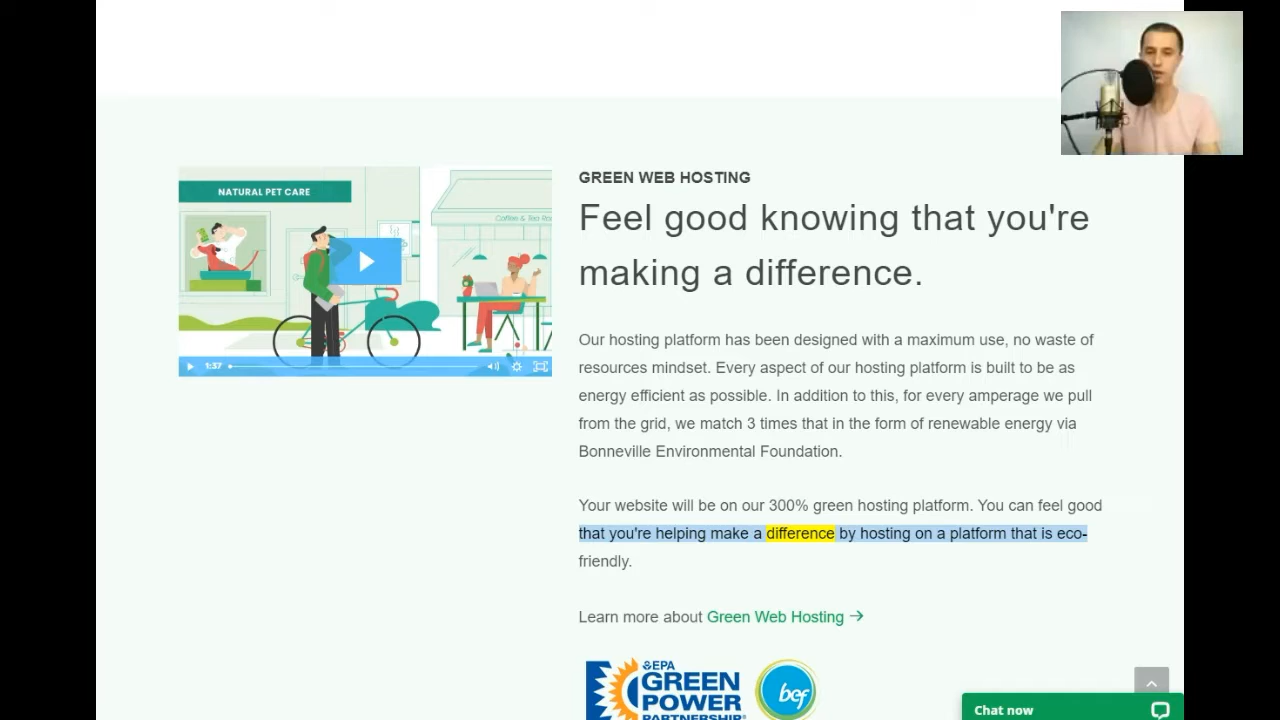 NATURAL PET CARE
Coffee & Tea Ro
1:37
GREEN WEB HOSTING
Feel good knowing that you're
making a difference.
Our hosting platform has been designed with a maximum use, no waste of
resources mindset. Every aspect of our hosting platform is built to be as
energy efficient as possible. In addition to this, for every amperage we pull
from the grid, we match 3 times that in the form of renewable energy via
Bonneville Environmental Foundation.
Your website will be on our 300% green hosting platform. You can feel good
that you're helping make a difference by hosting on a platform that is eco-
friendly.
Learn more about Green Web Hosting →
EPA
GREEN
POWER
PARTNERSHIP®
bef
Chat now